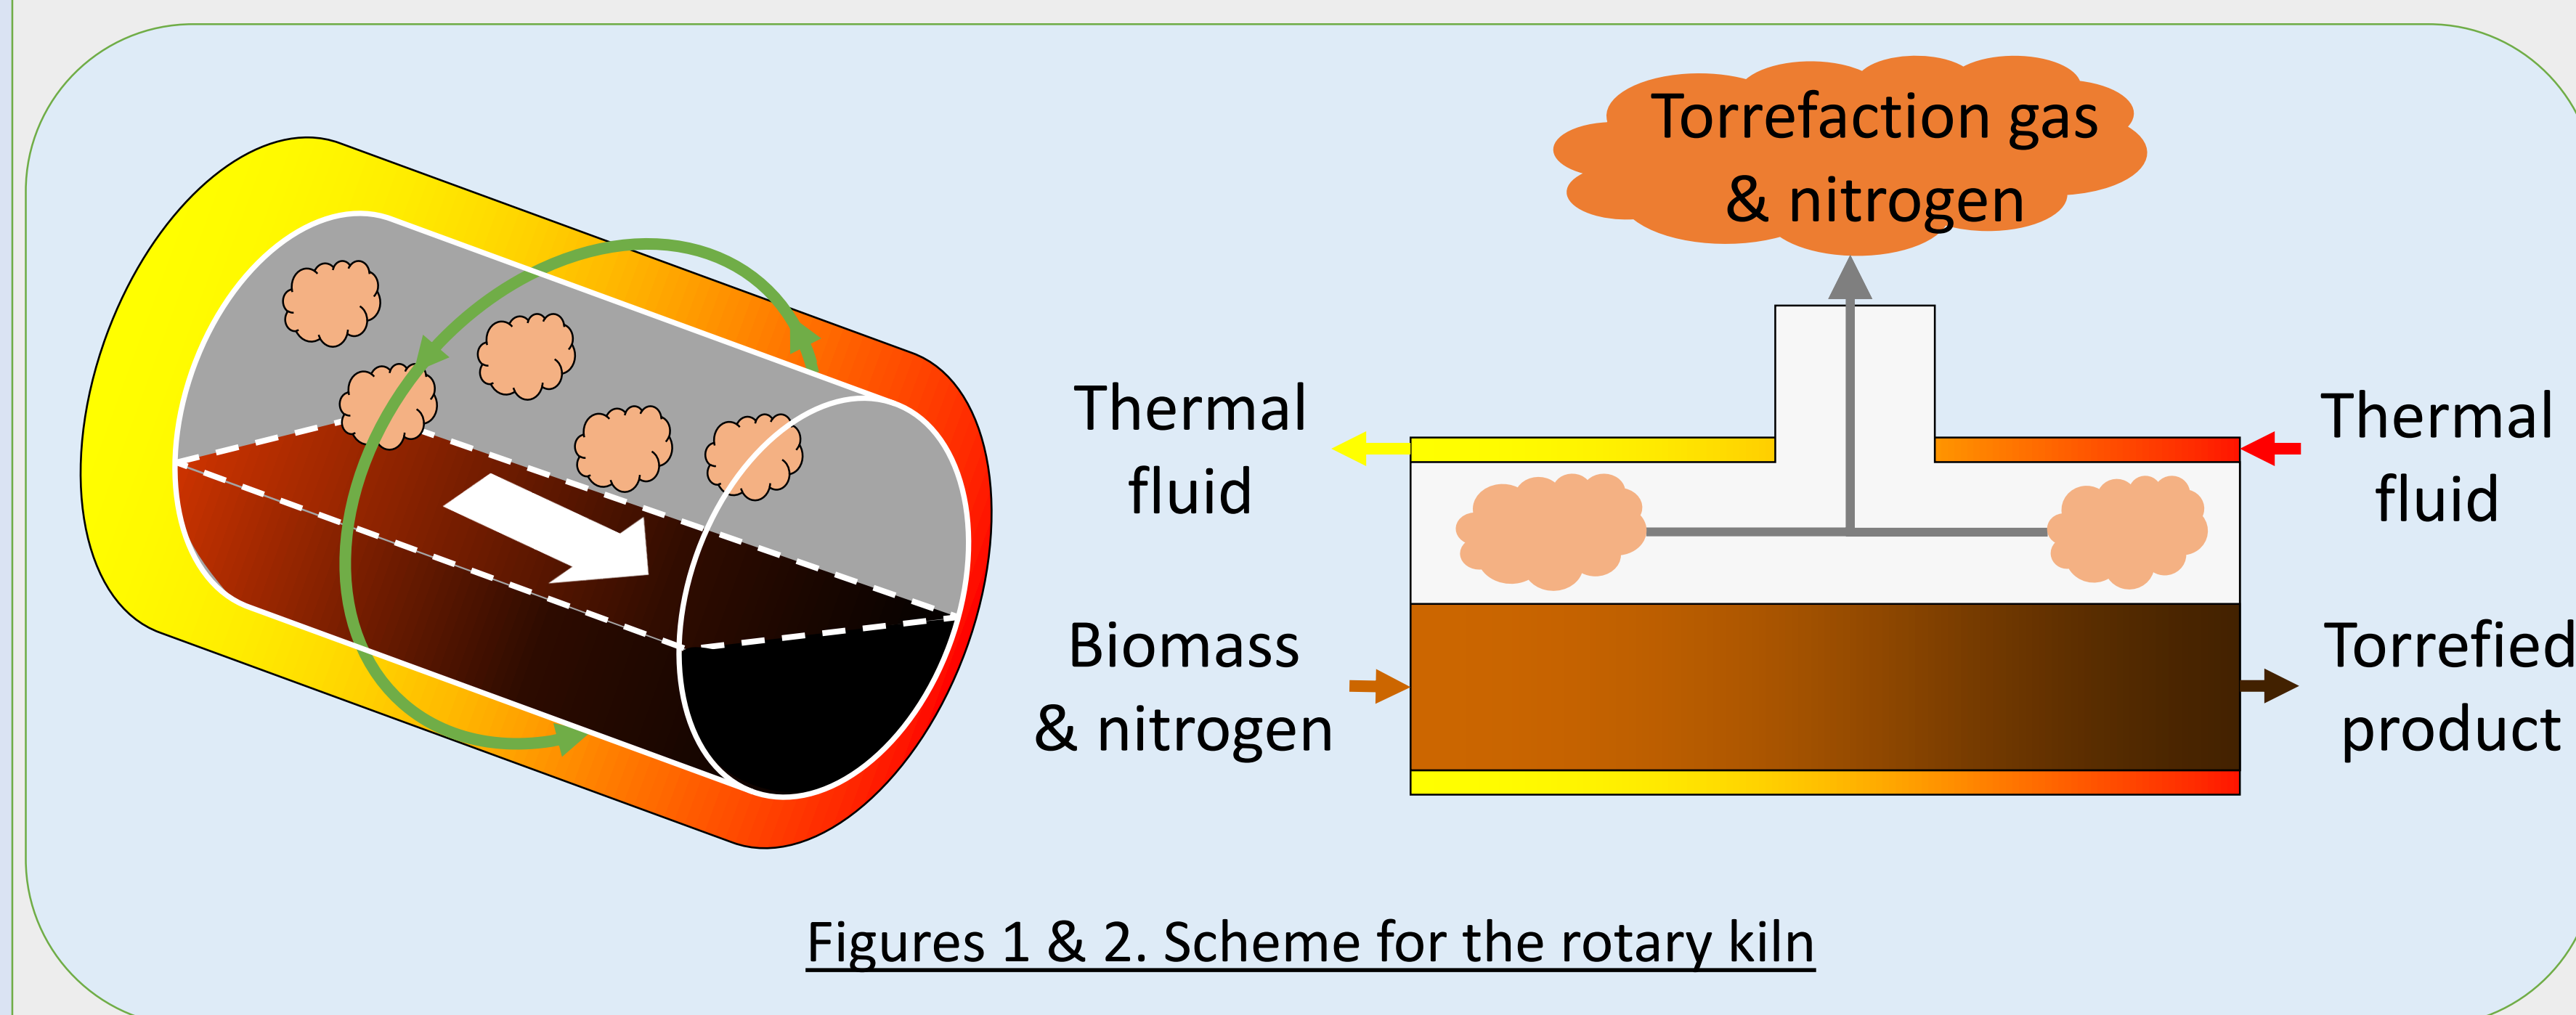 Torrefaction gas
& nitrogen
Thermal
fluid
Thermal
fluid
Biomass
& nitrogen
Torrefied
product
Figures 1 & 2. Scheme for the rotary kiln